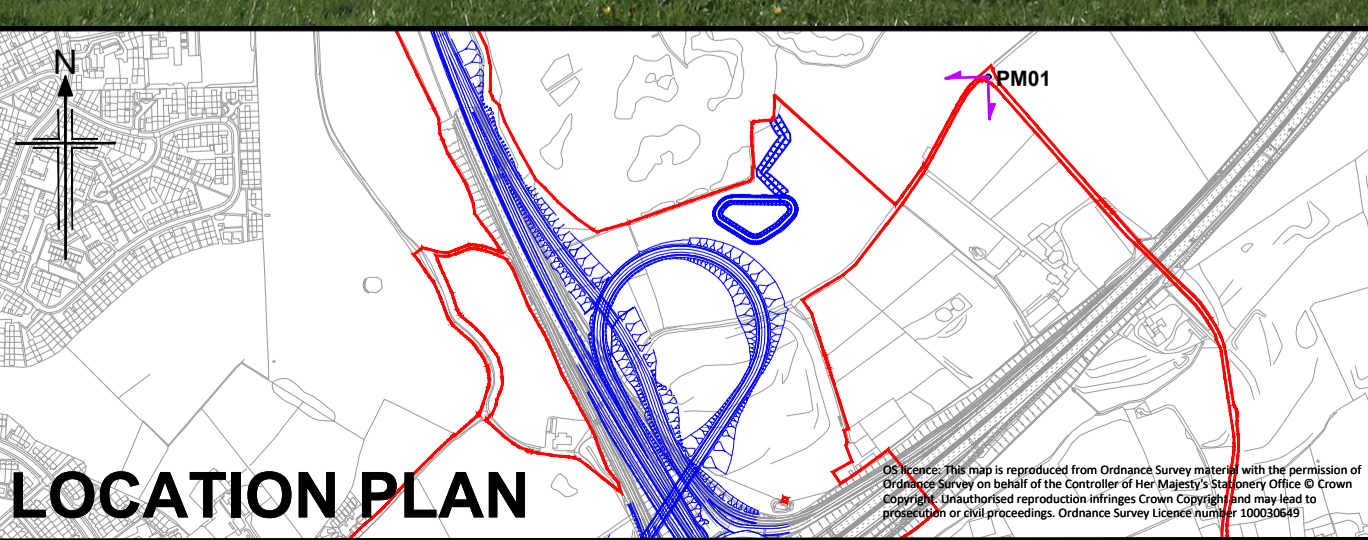 N
PM01
LOCATION PLAN
OS licence: This map is reproduced from Ordnance Survey material with the permission of
Ordnance Survey on behalf of the Controller of Her Majesty's Stationery Office © Crown
Copyright. Unauthorised reproduction infringes Crown Copyright and may lead to
prosecution or civil proceedings. Ordnance Survey Licence number 100030649